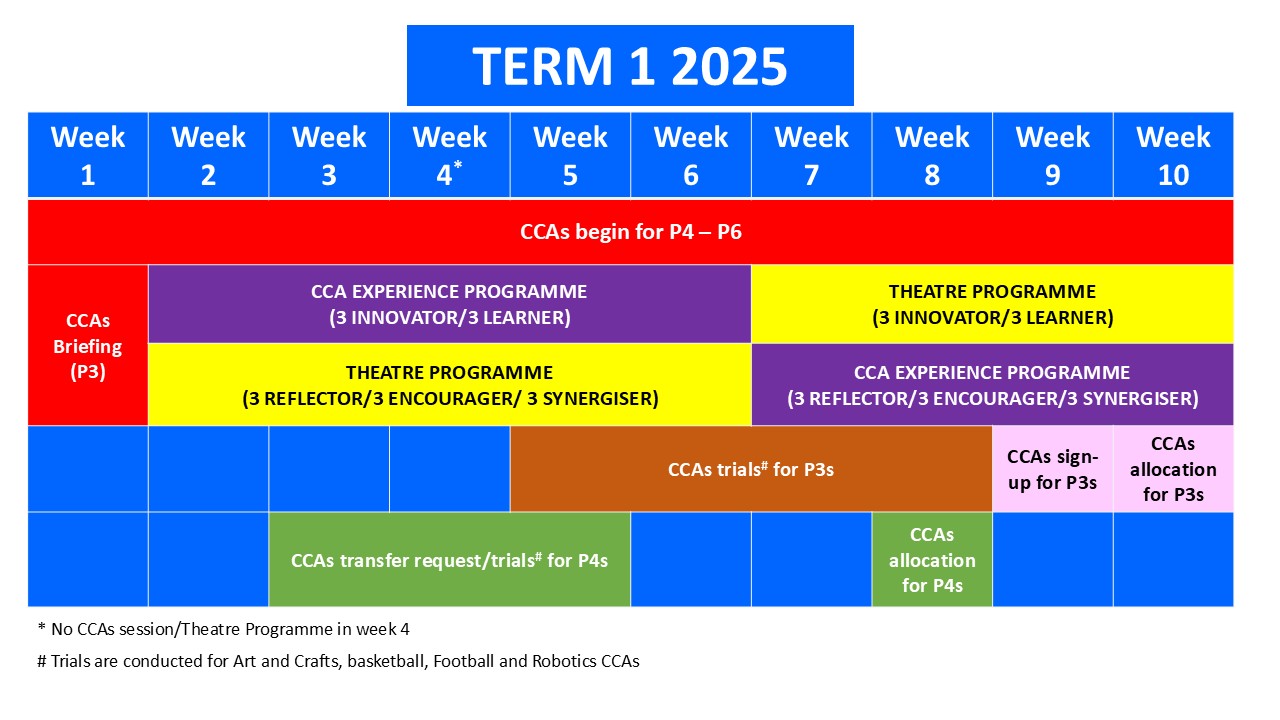 TERM 1 2025
Week
1
Week
2
Week
3
Week
4*
Week
5
Week
6
Week
7
Week
8
Week
9
Week
10
CCAs begin for P4 – P6
CCAs
Briefing
(P3)
CCA EXPERIENCE PROGRAMME
(3 INNOVATOR/3 LEARNER)
THEATRE PROGRAMME
(3 INNOVATOR/3 LEARNER)
THEATRE PROGRAMME
(3 REFLECTOR/3 ENCOURAGER/ 3 SYNERGISER)
CCA EXPERIENCE PROGRAMME
(3 REFLECTOR/3 ENCOURAGER/3 SYNERGISER)
CCAs trials# for P3s
CCAs sign-
up for P3s
CCAs
allocation
for P3s
CCAs transfer request/trials# for P4s
CCAs
allocation
for P4s
* No CCAs session/Theatre Programme in week 4
# Trials are conducted for Art and Crafts, basketball, Football and Robotics CCAs